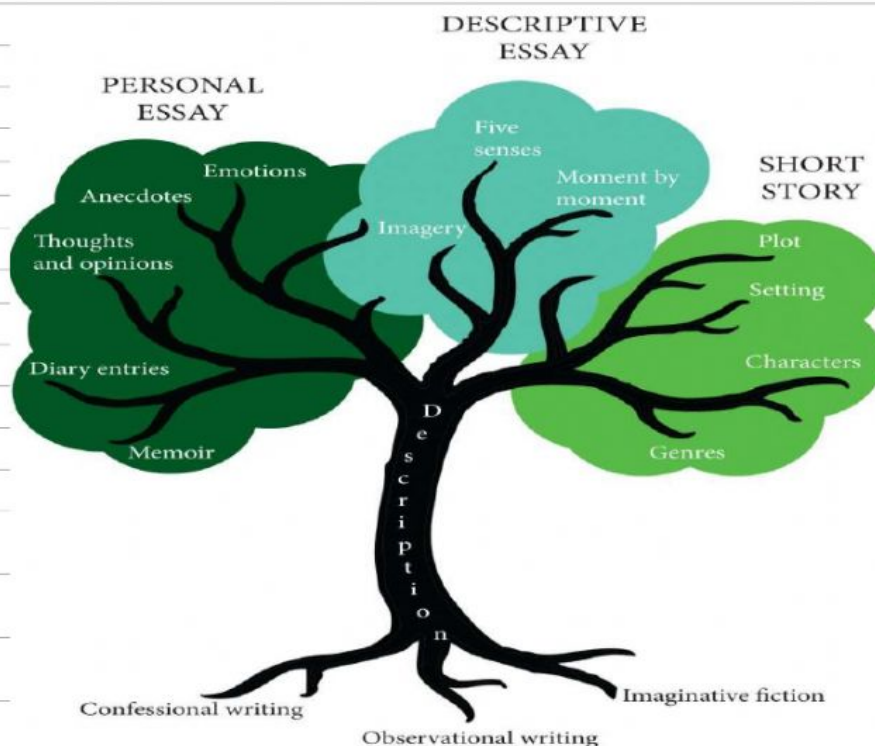 DESCRIPTIVE
ESSAY
PERSONAL
ESSAY
SHORT
STORY
Five
senses
Moment by
moment
Imagery
Emotions
Anecdotes
Thoughts
and opinions
Diary entries
Memoir
Plot
Setting
Characters
Genres
Description
Confessional writing
Observational writing
Imaginative fiction